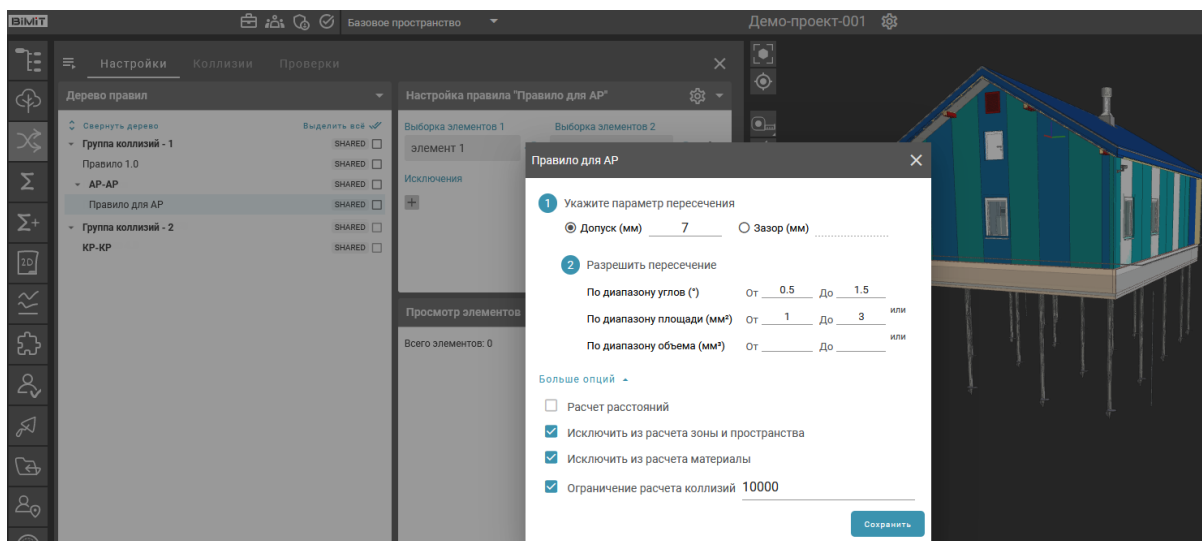 BIMIT
Базовое пространство
Демо-проект-001
Настройки Коллизии Проверки
Дерево правил
Свернуть дерево Выделить всё
Группа коллизий - 1 SHARED
Правило 1.0 SHARED
АР-АР SHARED
Правило для АР SHARED
Группа коллизий - 2 SHARED
КР-КР SHARED
Настройка правила "Правило для АР"
Выборка элементов 1 Выборка элементов 2
элемент 1
Исключения
Просмотр элементов
Всего элементов: 0
Правило для АР
1 Укажите параметр пересечения
Допуск (мм) 7 Зазор (мм)
2 Разрешить пересечение
По диапазону углов (°) От 0.5 До 1.5
или
По диапазону площади (мм²) От 1 До 3
или
По диапазону объема (мм³) От До
Больше опций
Расчет расстояний
Исключить из расчета зоны и пространства
Исключить из расчета материалы
Ограничение расчета коллизий 10000
Сохранить
2D